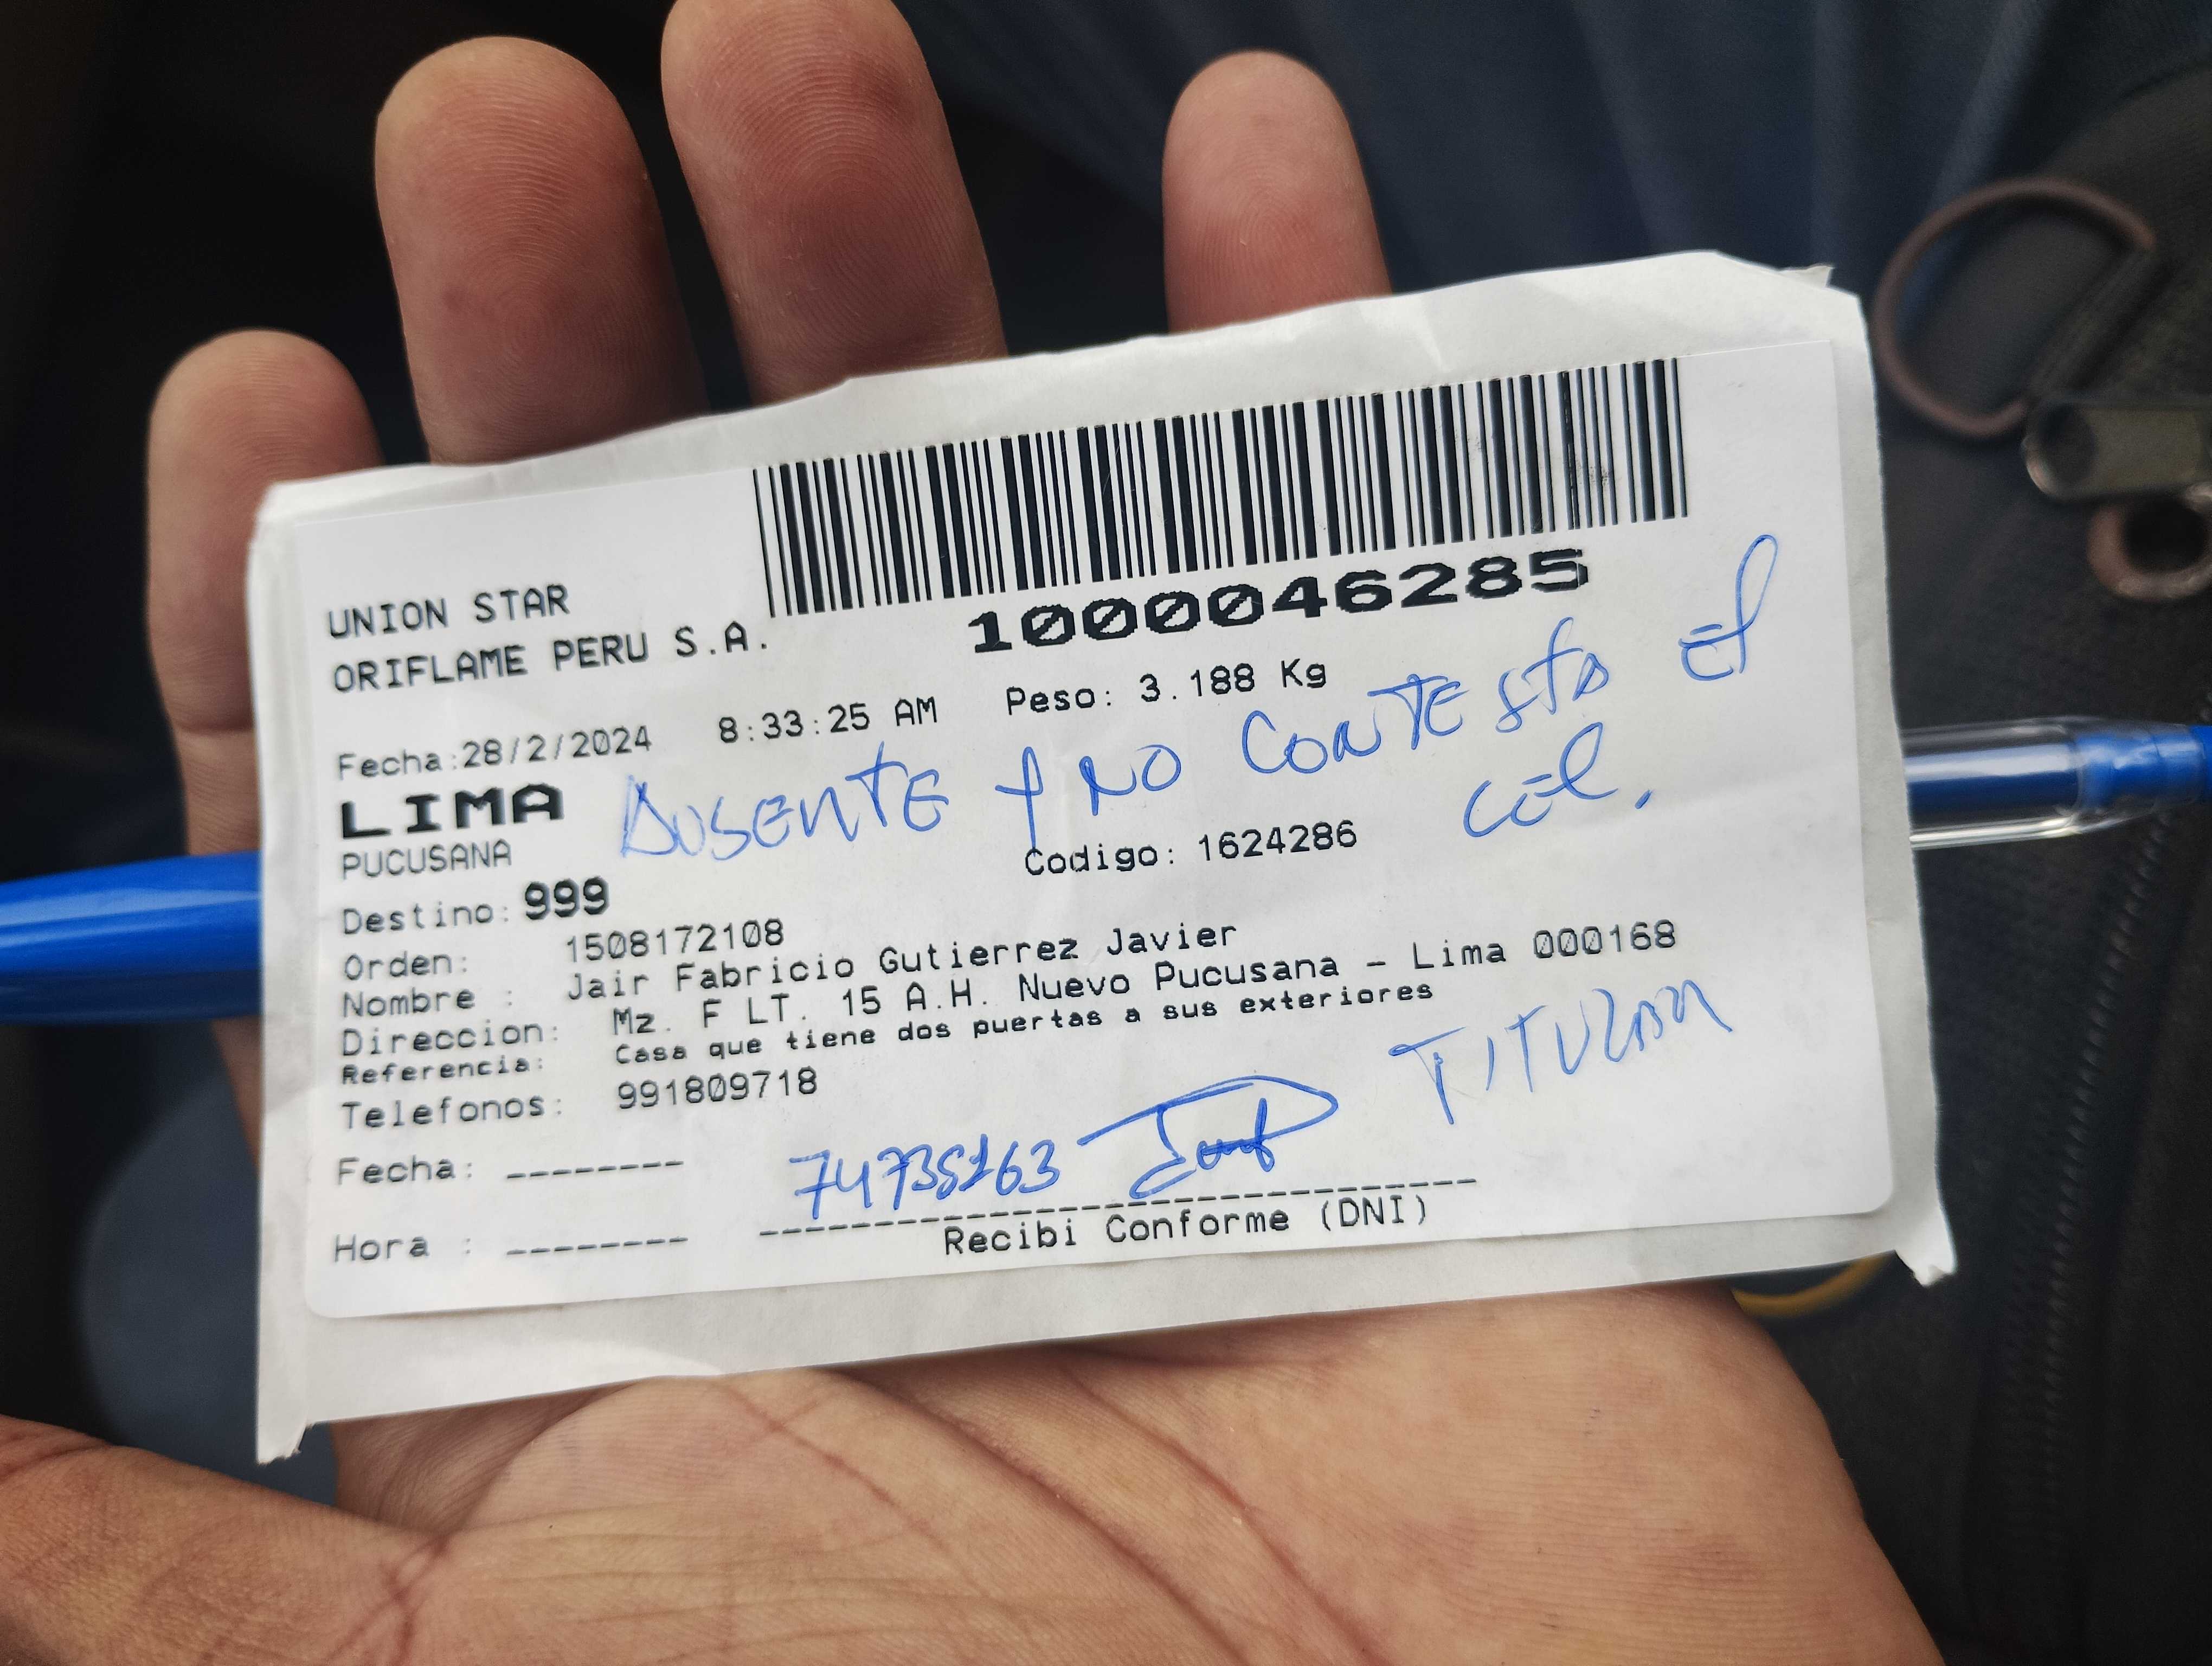 1000046285
UNION STAR
ORIFLAME PERU S.A.
Fecha:28/2/2024 8:33:25 AM Peso: 3.188 Kg
LIMA
AUSENTE Y NO CONTESTA El
cel.
PUCUSANA
Codigo: 1624286
Destino: 999
Orden: 1508172108
Nombre : Jair Fabricio Gutierrez Javier
Direccion: Mz. F LT. 15 A.H. Nuevo Pucusana - Lima 000168
Referencia: Casa que tiene dos puertas a sus exteriores
Telefonos: 991809718
TITULAR
Fecha: --------
Hora : --------
Recibi Conforme (DNI)